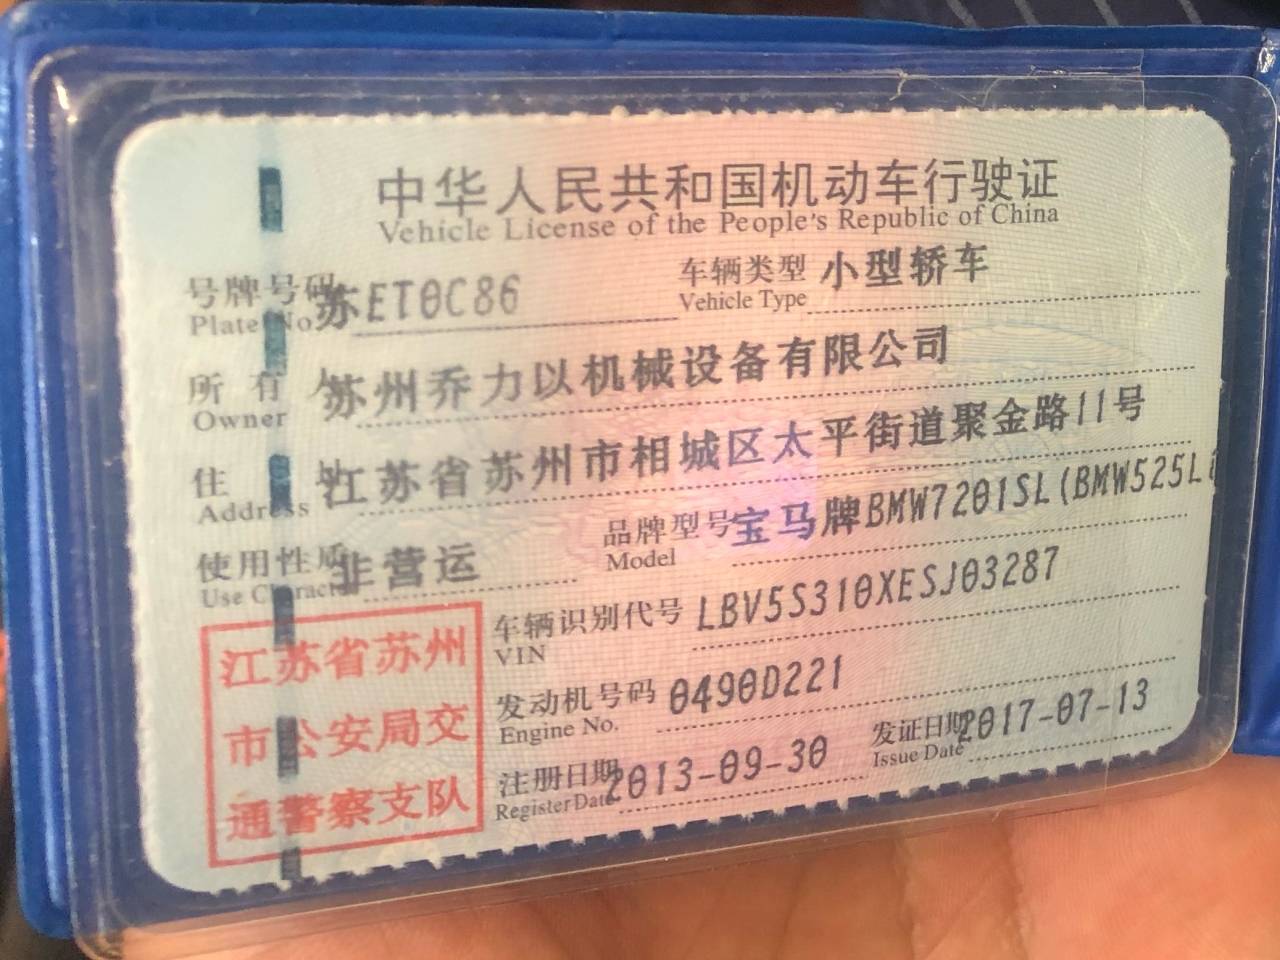 中华人民共和国机动车行驶证
Vehicle License of the People's Republic of China
号牌号码 苏ET0C86 车辆类型 小型轿车
Plate No. Vehicle Type
所有人 苏州乔力以机械设备有限公司
Owner
住址 江苏省苏州市相城区太平街道聚金路11号
Address
使用性质 非营运 品牌型号 宝马牌BMW7201SL(BMW525Li
Use Character Model
车辆识别代号 LBV5S310XESJ03287
VIN
发动机号码 0490D221
Engine No.
注册日期 2013-09-30 发证日期 2017-07-13
Register Date Issue Date
江苏省苏州
市公安局交
通警察支队